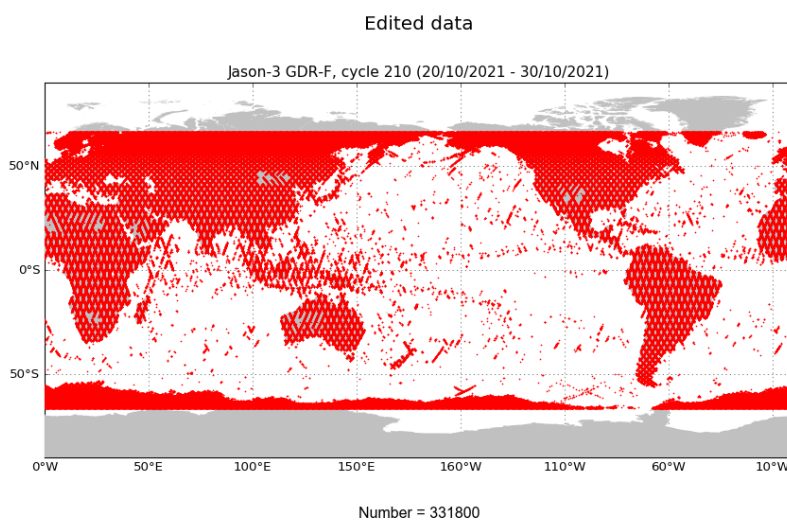 Edited data
Jason-3 GDR-F, cycle 210 (20/10/2021 - 30/10/2021)
50°N
0°S
50°S
0°W 50°E 100°E 150°E 160°W 110°W 60°W 10°W
Number = 331800